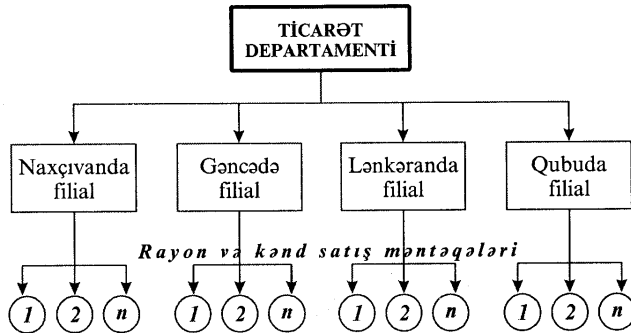 TİCARƏT
DEPARTAMENTİ
Naxçıvanda
filial
Gəncədə
filial
Lənkəranda
filial
Qubuda
filial
Rayon və kənd satış məntəqələri
1 2 n 1 2 n 1 2 n 1 2 n